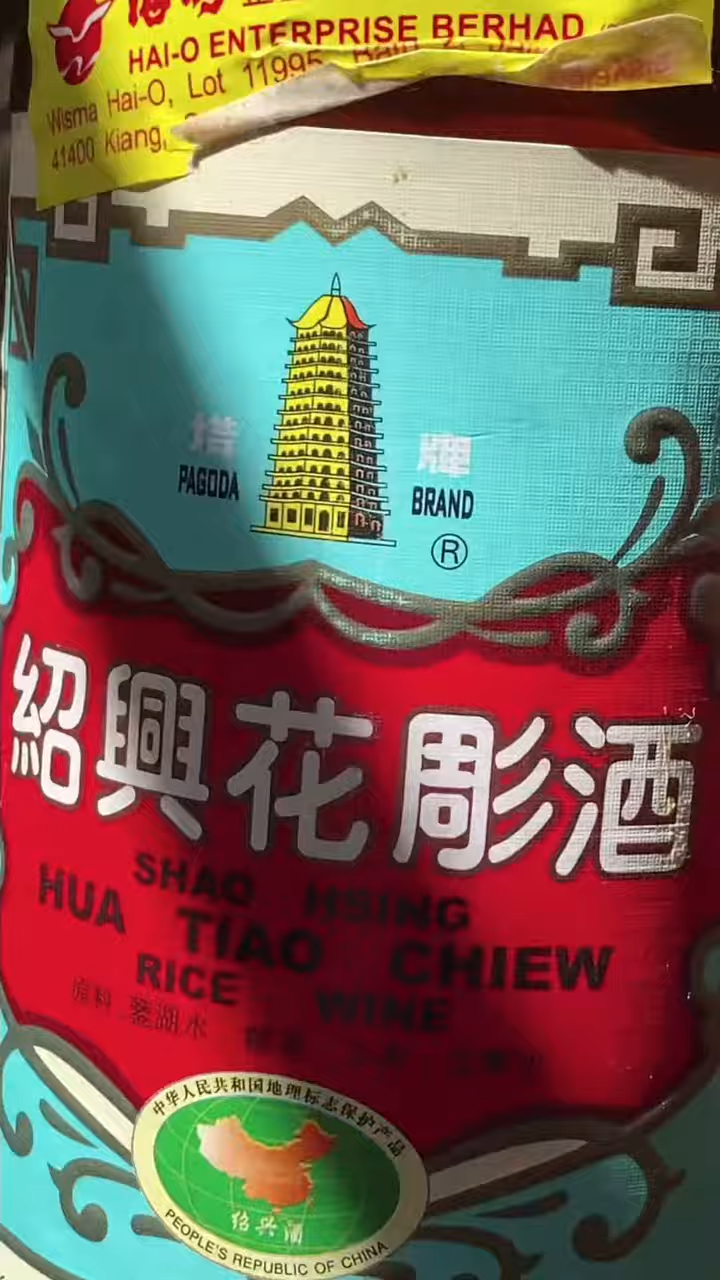 HAI-O ENTERPRISE BERHAD
Wisma Hai-O, Lot 11995,
41400 Klang,
塔 牌
PAGODA BRAND
®
紹興花彫酒
SHAO HSING
HUA TIAO CHIEW
RICE WINE
原料:鉴湖水
中华人民共和国地理标志保护产品
绍兴酒
PEOPLE'S REPUBLIC OF CHINA